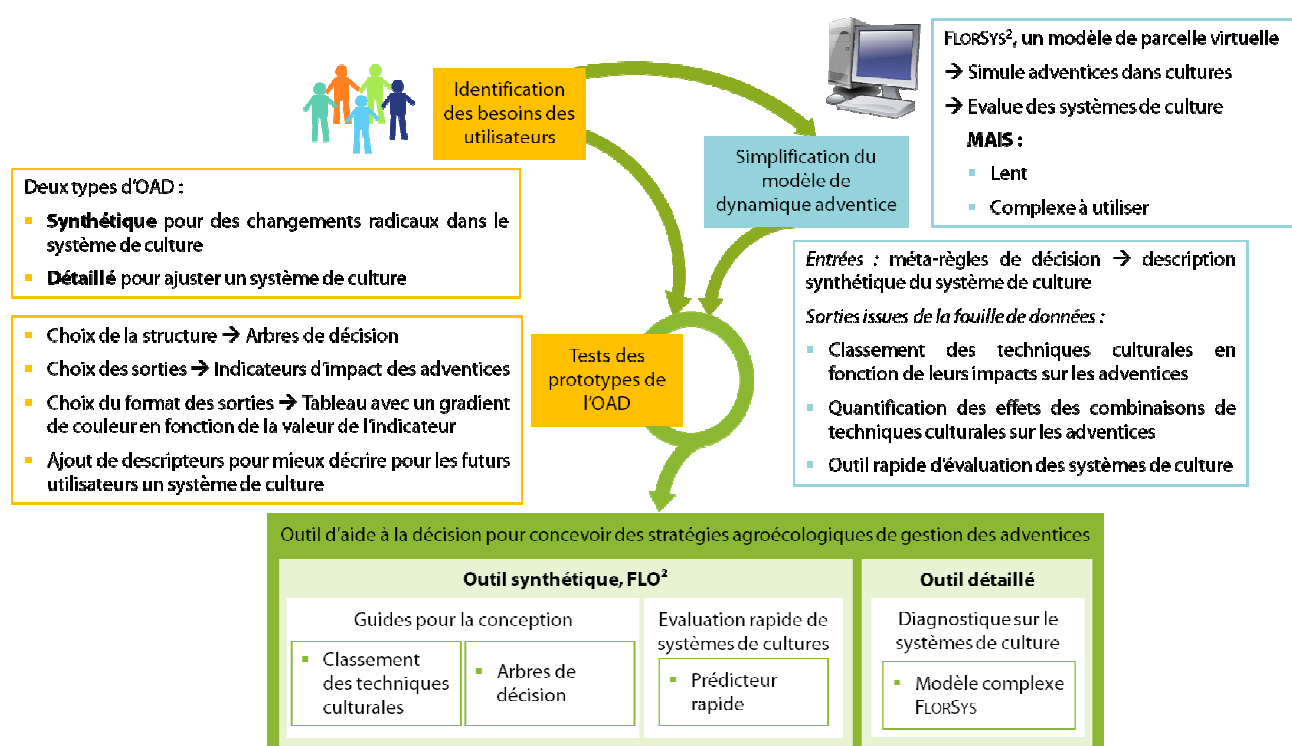 Identification
des besoins des
utilisateurs
FLORSYS², un modèle de parcelle virtuelle
→ Simule adventices dans cultures
→ Evalue des systèmes de culture
MAIS :
▪ Lent
▪ Complexe à utiliser
Simplification du
modèle de
dynamique adventice
Deux types d'OAD :
▪ Synthétique pour des changements radicaux dans le
système de culture
▪ Détaillé pour ajuster un système de culture
Entrées : méta-règles de décision → description
synthétique du système de culture
Sorties issues de la fouille de données :
▪ Classement des techniques culturales en
fonction de leurs impacts sur les adventices
▪ Quantification des effets des combinaisons de
techniques culturales sur les adventices
▪ Outil rapide d'évaluation des systèmes de culture
▪ Choix de la structure → Arbres de décision
▪ Choix des sorties → Indicateurs d'impact des adventices
▪ Choix du format des sorties → Tableau avec un gradient
de couleur en fonction de la valeur de l'indicateur
▪ Ajout de descripteurs pour mieux décrire pour les futurs
utilisateurs un système de culture
Tests des
prototypes de
l'OAD
Outil d'aide à la décision pour concevoir des stratégies agroécologiques de gestion des adventices
Outil synthétique, FLO²
Guides pour la conception
▪ Classement
des techniques
culturales
▪ Arbres de
décision
Evaluation rapide de
systèmes de cultures
▪ Prédicteur
rapide
Outil détaillé
Diagnostique sur le
systèmes de culture
▪ Modèle complexe
FLORSYS